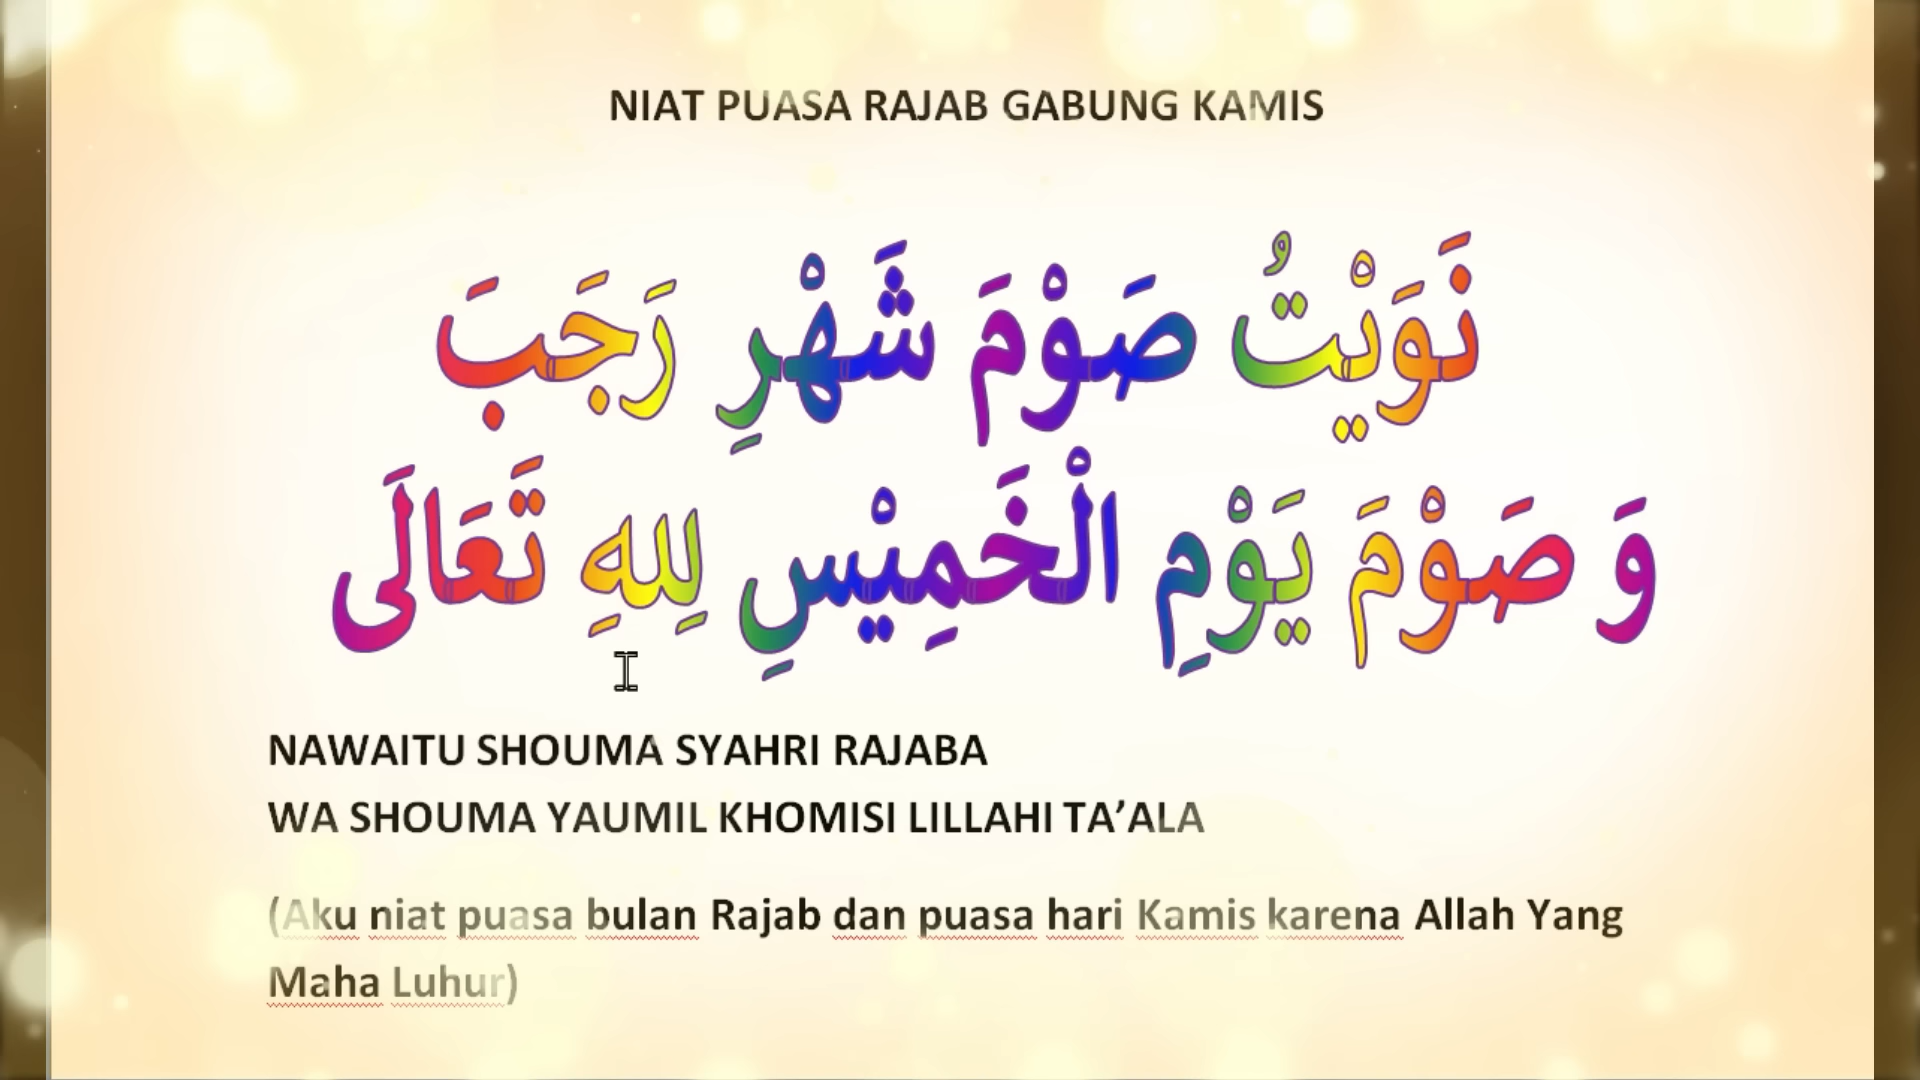 NIAT PUASA RAJAB GABUNG KAMIS
نَوَيْتُ صَوْمَ شَهْرِ رَجَبَ
وَ صَوْمَ يَوْمِ الْخَمِيْسِ لِلهِ تَعَالَى
NAWAITU SHOUMA SYAHRI RAJABA
WA SHOUMA YAUMIL KHOMISI LILLAHI TA’ALA
(Aku niat puasa bulan Rajab dan puasa hari Kamis karena Allah Yang
Maha Luhur)